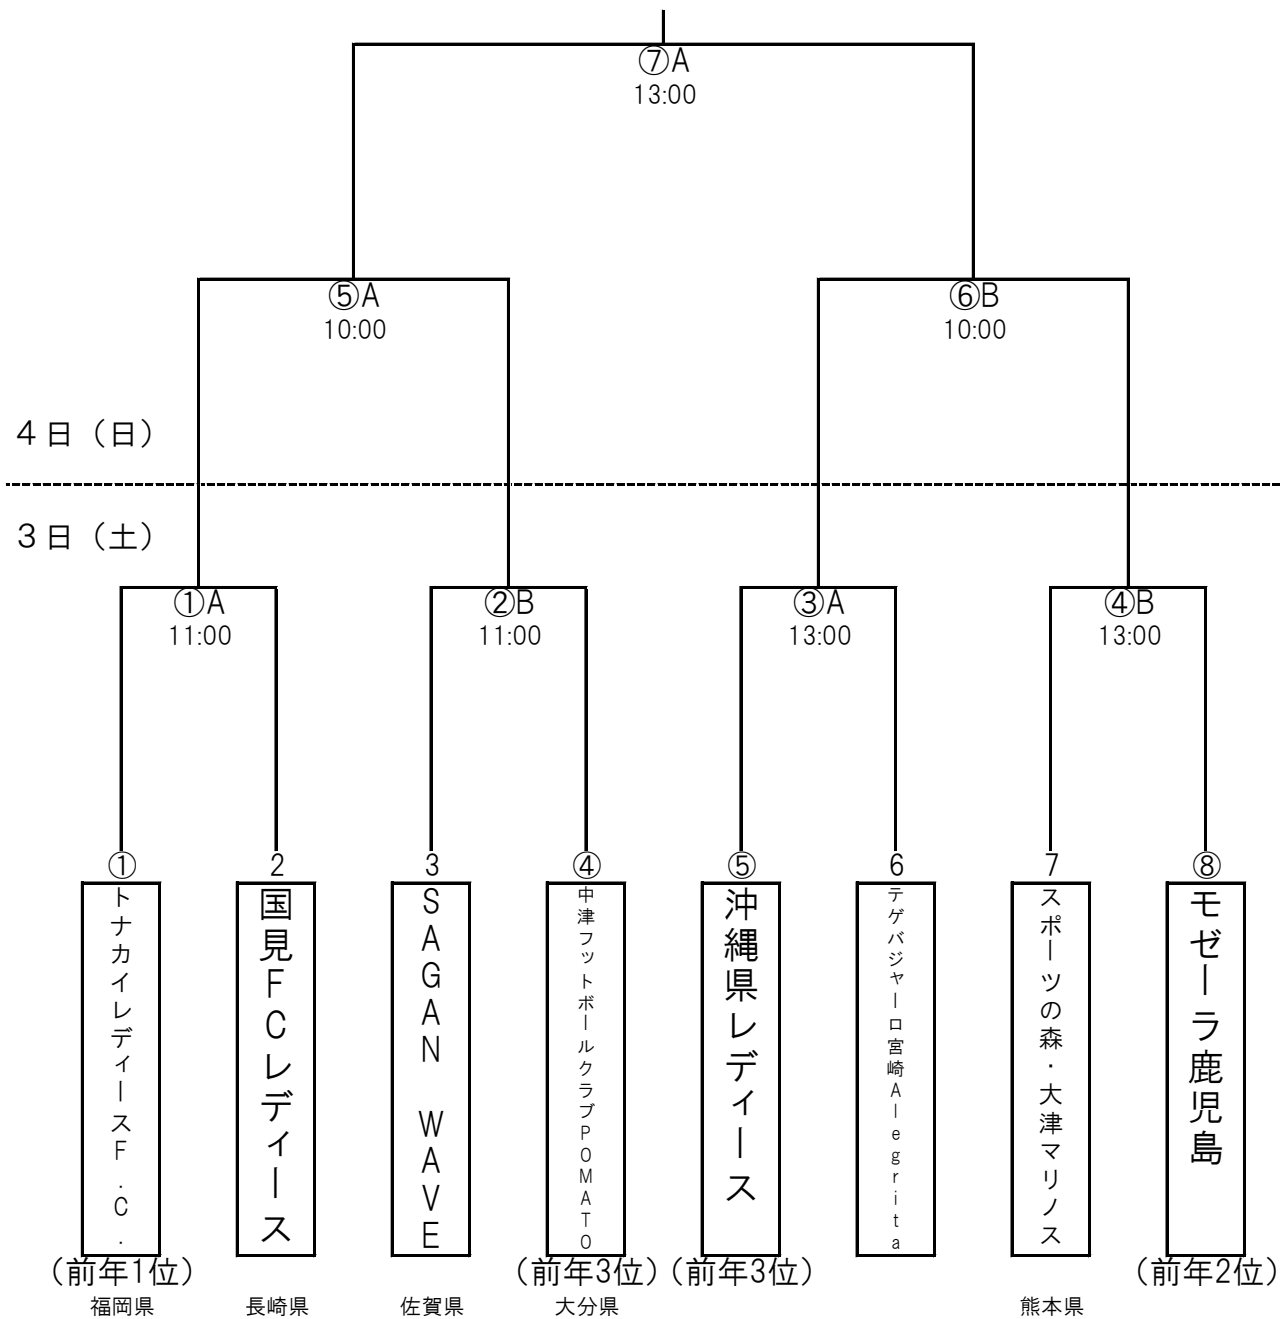 ⑦A
13:00
⑤A
10:00
⑥B
10:00
4日（日）
3日（土）
①A
11:00
②B
11:00
③A
13:00
④B
13:00
①
2
3
④
⑤
6
7
⑧
トナカイレディースF.C.
国見FCレディース
SAGAN WAVE
中津フットボールクラブPOMATO
沖縄県レディース
テゲバジャーロ宮崎Alegrita
スポーツの森・大津マリノス
モゼーラ鹿児島
（前年1位）
（前年3位）
（前年3位）
（前年2位）
福岡県
長崎県
佐賀県
大分県
熊本県